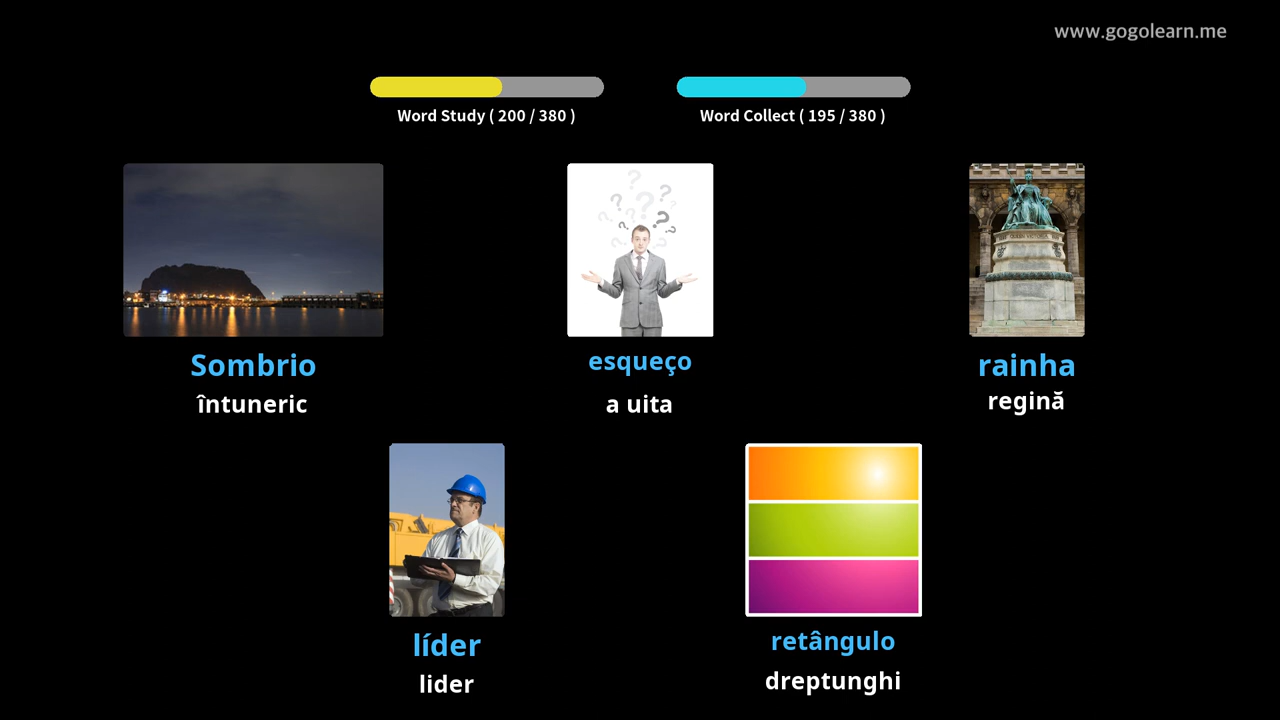 www.gogolearn.me
Word Study ( 200 / 380 )
Word Collect ( 195 / 380 )
Sombrio
întuneric
esqueço
a uita
rainha
regină
líder
lider
retângulo
dreptunghi